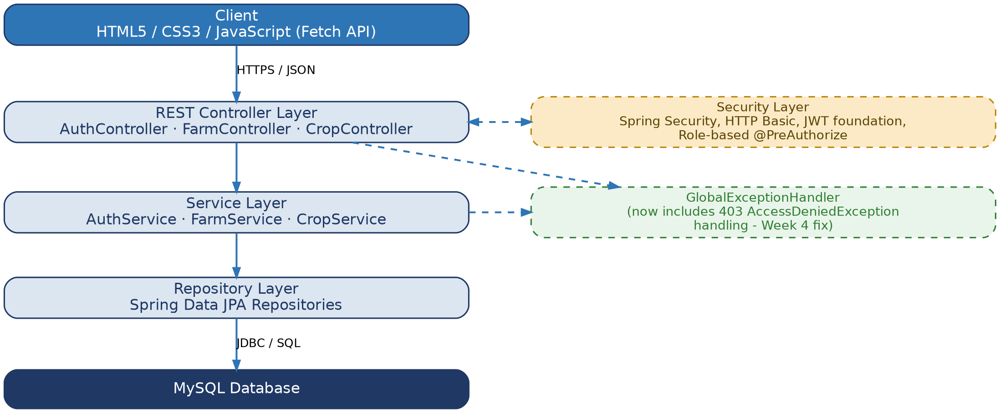 Client
HTML5 / CSS3 / JavaScript (Fetch API)
HTTPS / JSON
REST Controller Layer
AuthController · FarmController · CropController
Security Layer
Spring Security, HTTP Basic, JWT foundation,
Role-based @PreAuthorize
Service Layer
AuthService · FarmService · CropService
GlobalExceptionHandler
(now includes 403 AccessDeniedException
handling - Week 4 fix)
Repository Layer
Spring Data JPA Repositories
JDBC / SQL
MySQL Database